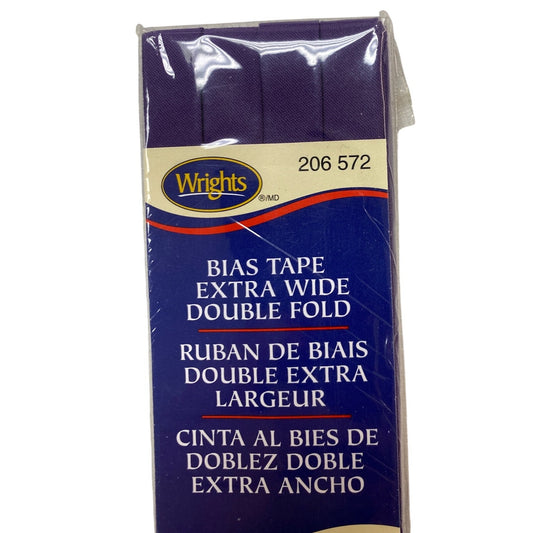 Wrights
®/MD
206 572
BIAS TAPE
EXTRA WIDE
DOUBLE FOLD
RUBAN DE BIAIS
DOUBLE EXTRA
LARGEUR
CINTA AL BIES DE
DOBLEZ DOBLE
EXTRA ANCHO